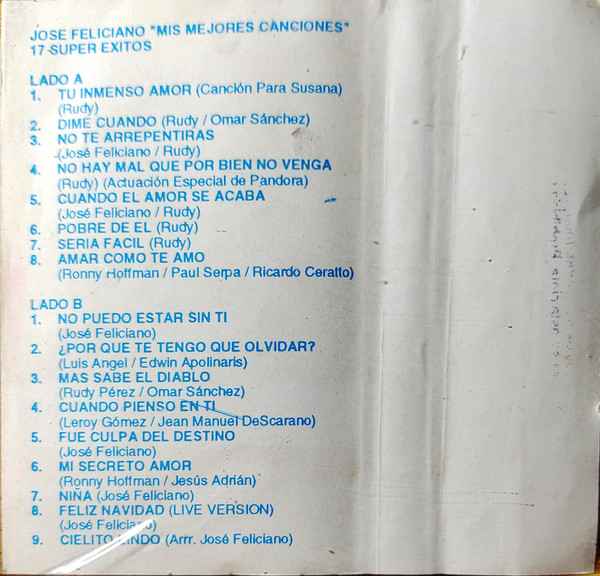 JOSE FELICIANO "MIS MEJORES CANCIONES"
17 SUPER EXITOS
LADO A
1. TU INMENSO AMOR (Canción Para Susana)
(Rudy)
2. DIME CUANDO (Rudy / Omar Sánchez)
3. NO TE ARREPENTIRAS
(José Feliciano / Rudy)
4. NO HAY MAL QUE POR BIEN NO VENGA
(Rudy) (Actuación Especial de Pandora)
5. CUANDO EL AMOR SE ACABA
(José Feliciano / Rudy)
6. POBRE DE EL (Rudy)
7. SERIA FACIL (Rudy)
8. AMAR COMO TE AMO
(Ronny Hoffman / Paul Serpa / Ricardo Ceratto)
LADO B
1. NO PUEDO ESTAR SIN TI
(José Feliciano)
2. ¿POR QUE TE TENGO QUE OLVIDAR?
(Luis Angel / Edwin Apolinaris)
3. MAS SABE EL DIABLO
(Rudy Pérez / Omar Sánchez)
4. CUANDO PIENSO EN TI
(Leroy Gómez / Jean Manuel DeScarano)
5. FUE CULPA DEL DESTINO
(José Feliciano)
6. MI SECRETO AMOR
(Ronny Hoffman / Jesús Adrián)
7. NIÑA (José Feliciano)
8. FELIZ NAVIDAD (LIVE VERSION)
(José Feliciano)
9. CIELITO LINDO (Arrr. José Feliciano)